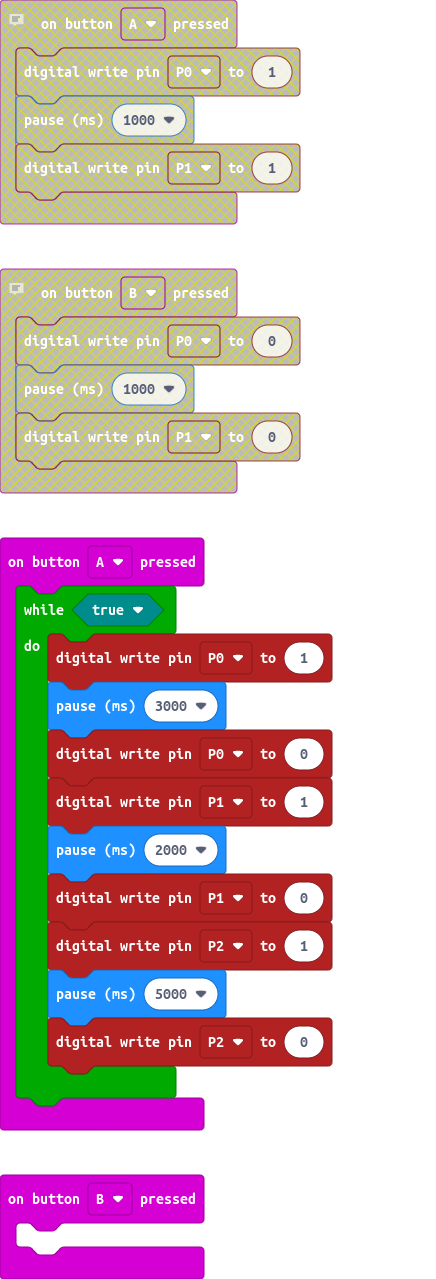 on button A pressed
digital write pin P0 to 1
pause (ms) 1000
digital write pin P1 to 1
on button B pressed
digital write pin P0 to 0
pause (ms) 1000
digital write pin P1 to 0
on button A pressed
while true
do
digital write pin P0 to 1
pause (ms) 3000
digital write pin P0 to 0
digital write pin P1 to 1
pause (ms) 2000
digital write pin P1 to 0
digital write pin P2 to 1
pause (ms) 5000
digital write pin P2 to 0
on button B pressed